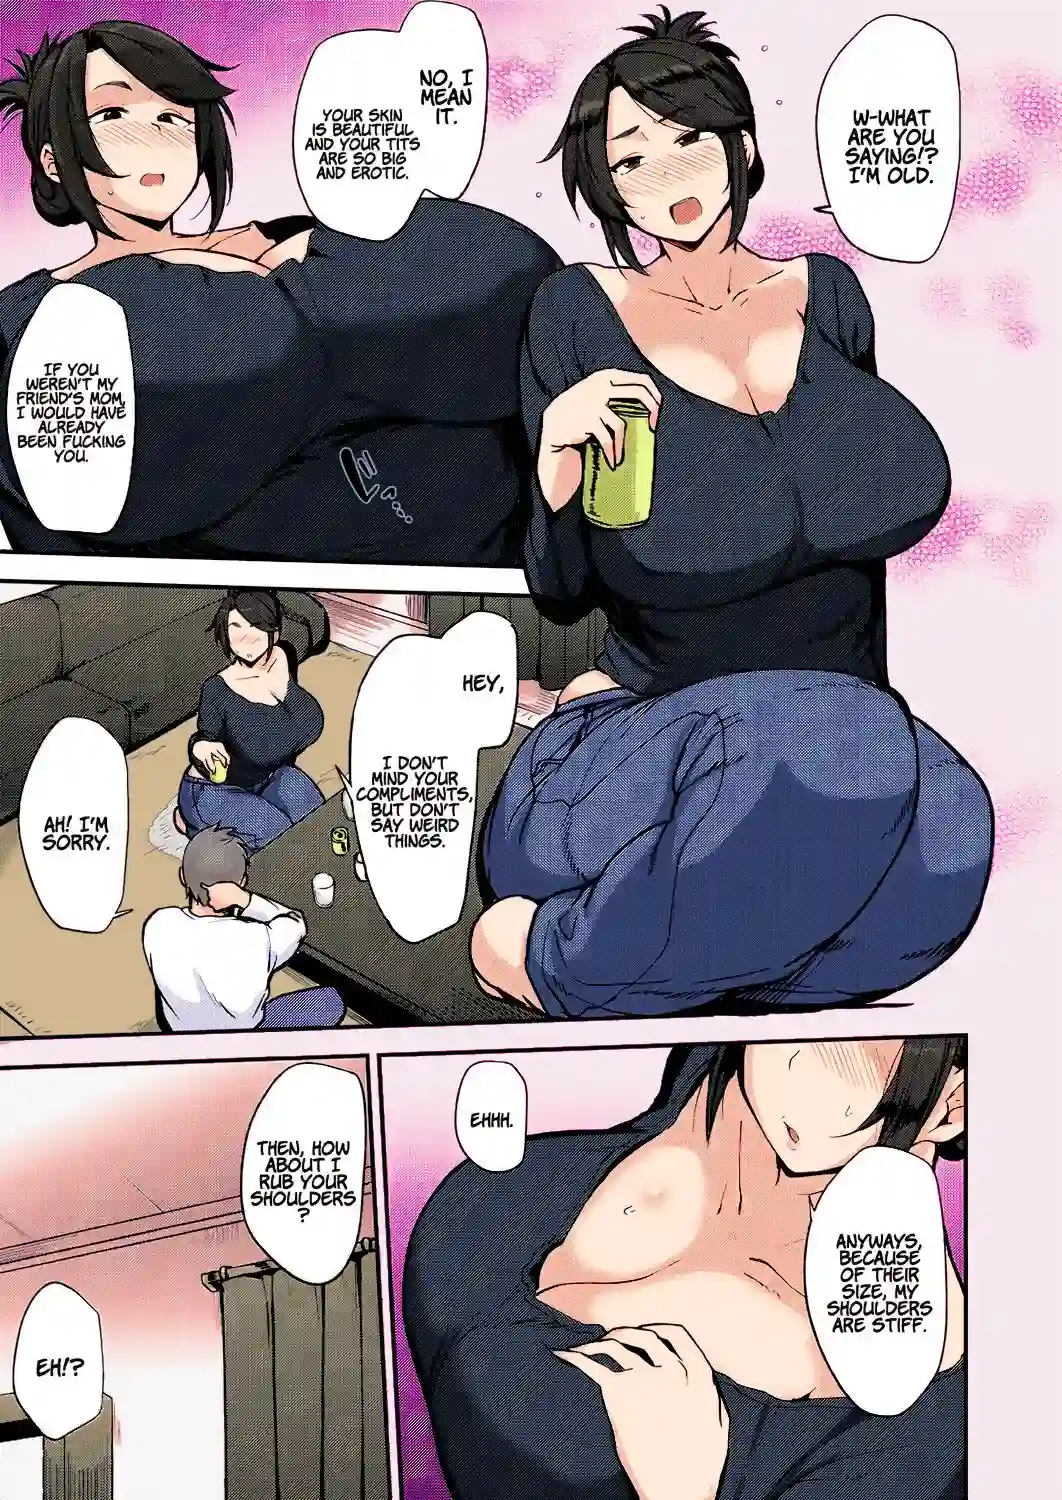 W-WHAT
ARE YOU
SAYING!?
I'M OLD.
NO, I
MEAN
IT.
YOUR SKIN
IS BEAUTIFUL
AND YOUR TITS
ARE SO BIG
AND EROTIC.
IF YOU
WEREN'T MY
FRIEND'S MOM,
I WOULD HAVE
ALREADY
BEEN FUCKING
YOU.
ドキッ...
HEY,
I DON'T
MIND YOUR
COMPLIMENTS,
BUT DON'T
SAY WEIRD
THINGS.
AH! I'M
SORRY.
ANYWAYS,
BECAUSE
OF THEIR
SIZE, MY
SHOULDERS
ARE STIFF.
EHHH.
THEN, HOW
ABOUT I
RUB YOUR
SHOULDERS
?
EH!?